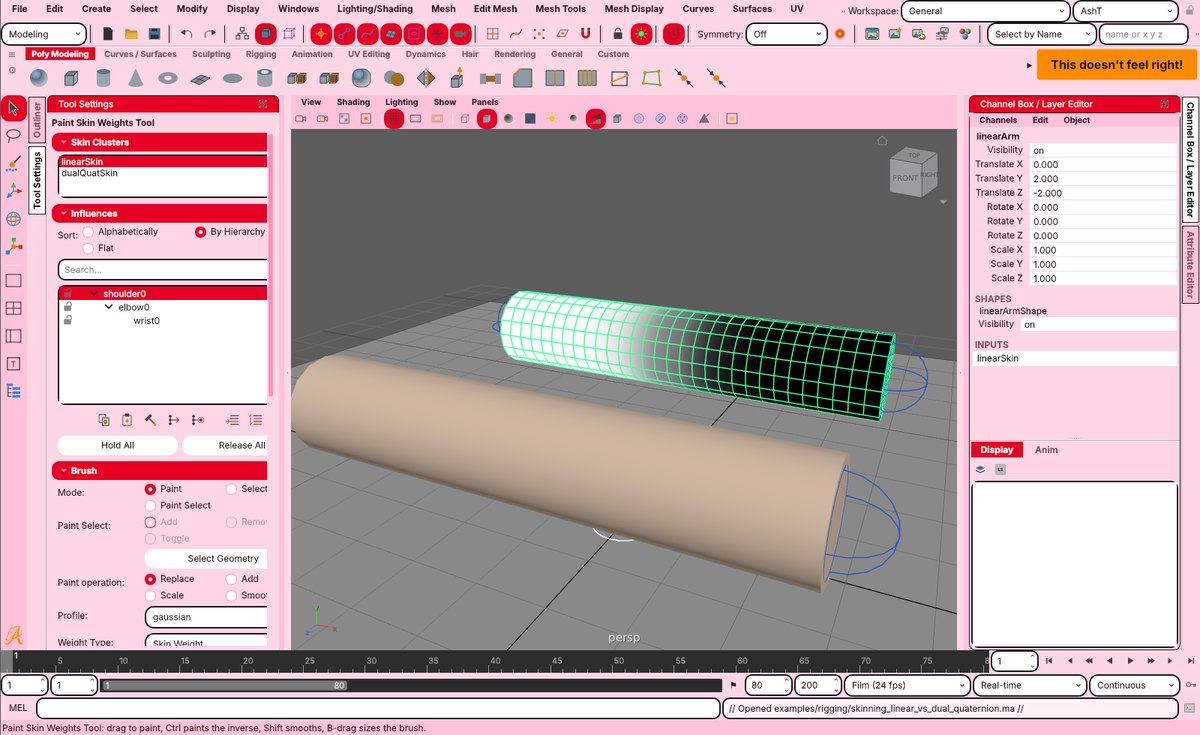 File Edit Create Select Modify Display Windows Lighting/Shading Mesh Edit Mesh Mesh Tools Mesh Display Curves Surfaces UV Workspace: General AshT
Modeling Symmetry: Off Select by Name name or x y z
Poly Modeling Curves / Surfaces Sculpting Rigging Animation UV Editing Dynamics Hair Rendering General Custom
This doesn't feel right!
Outliner
Tool Settings
Tool Settings
Paint Skin Weights Tool
Skin Clusters
linearSkin
dualQuatSkin
Influences
Sort: Alphabetically By Hierarchy
Flat
Search...
shoulder0
elbow0
wrist0
Hold All Release All
Brush
Mode: Paint Select
Paint Select
Paint Select: Add Remov
Toggle
Select Geometry
Paint operation: Replace Add
Scale Smoot
Profile: gaussian
Weight Type: Skin Weight
View Shading Lighting Show Panels
TOP
FRONT RIGHT
persp
Channel Box / Layer Editor
Channels Edit Object
linearArm
Visibility on
Translate X 0.000
Translate Y 2.000
Translate Z -2.000
Rotate X 0.000
Rotate Y 0.000
Rotate Z 0.000
Scale X 1.000
Scale Y 1.000
Scale Z 1.000
SHAPES
linearArmShape
Visibility on
INPUTS
linearSkin
Display Anim
Channel Box / Layer Editor
Attribute Editor
1 5 10 15 20 25 30 35 40 45 50 55 60 65 70 75 8 1
1 1 1 80 80 200 Film (24 fps) Real-time Continuous
MEL // Opened examples/rigging/skinning_linear_vs_dual_quaternion.ma //
Paint Skin Weights Tool: drag to paint, Ctrl paints the inverse, Shift smooths, B-drag sizes the brush.